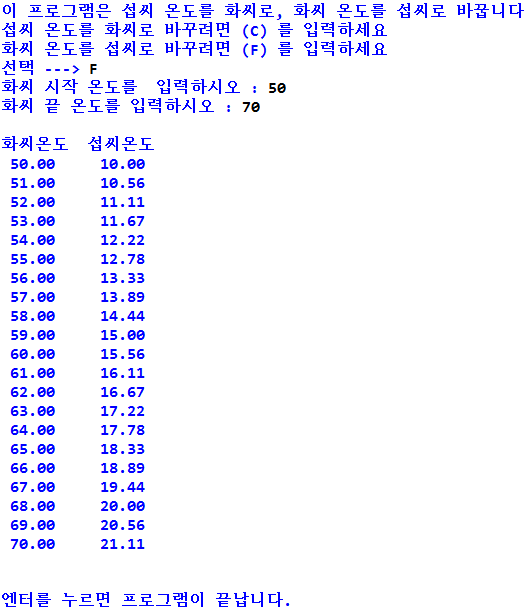 이 프로그램은 섭씨 온도를 화씨로, 화씨 온도를 섭씨로 바꿉니다
섭씨 온도를 화씨로 바꾸려면 (C) 를 입력하세요
화씨 온도를 섭씨로 바꾸려면 (F) 를 입력하세요
선택 ---> F
화씨 시작 온도를  입력하시오 : 50
화씨 끝 온도를 입력하시오 : 70
화씨온도  섭씨온도
50.00     10.00
51.00     10.56
52.00     11.11
53.00     11.67
54.00     12.22
55.00     12.78
56.00     13.33
57.00     13.89
58.00     14.44
59.00     15.00
60.00     15.56
61.00     16.11
62.00     16.67
63.00     17.22
64.00     17.78
65.00     18.33
66.00     18.89
67.00     19.44
68.00     20.00
69.00     20.56
70.00     21.11
엔터를 누르면 프로그램이 끝납니다.